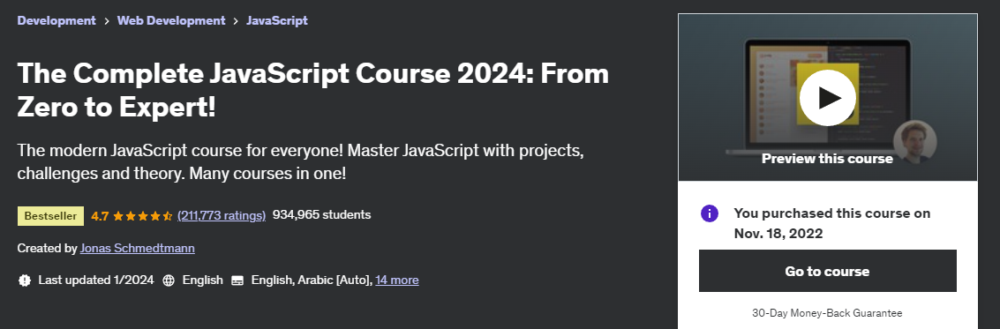 Development > Web Development > JavaScript
The Complete JavaScript Course 2024: From
Zero to Expert!
The modern JavaScript course for everyone! Master JavaScript with projects,
challenges and theory. Many courses in one!
Bestseller 4.7 (211,773 ratings) 934,965 students
Created by Jonas Schmedtmann
Last updated 1/2024 English English, Arabic [Auto], 14 more
Preview this course
You purchased this course on
Nov. 18, 2022
Go to course
30-Day Money-Back Guarantee